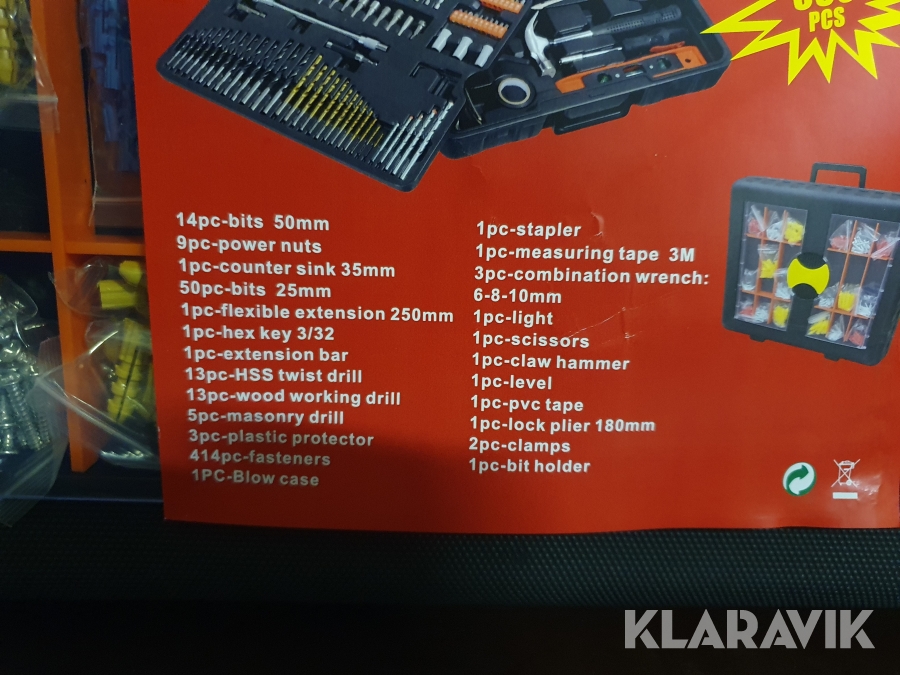 PCS
14pc-bits 50mm
9pc-power nuts
1pc-counter sink 35mm
50pc-bits 25mm
1pc-flexible extension 250mm
1pc-hex key 3/32
1pc-extension bar
13pc-HSS twist drill
13pc-wood working drill
5pc-masonry drill
3pc-plastic protector
414pc-fasteners
1PC-Blow case
1pc-stapler
1pc-measuring tape 3M
3pc-combination wrench:
6-8-10mm
1pc-light
1pc-scissors
1pc-claw hammer
1pc-level
1pc-pvc tape
1pc-lock plier 180mm
2pc-clamps
1pc-bit holder
KLARAVIK